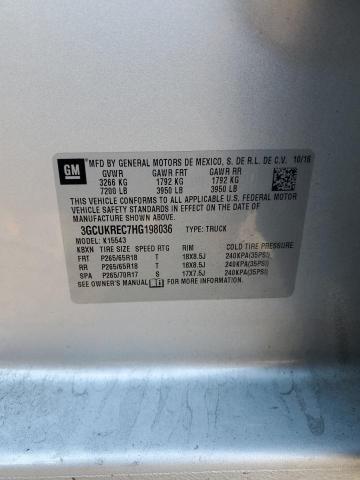 GM
MFD BY GENERAL MOTORS DE MEXICO, S. DE R.L. DE C.V. 10/16
GVWR GAWR FRT GAWR RR
3266 KG 1792 KG 1792 KG
7200 LB 3950 LB 3950 LB
THIS VEHICLE CONFORMS TO ALL APPLICABLE U.S. FEDERAL MOTOR
VEHICLE SAFETY STANDARDS IN EFFECT ON THE DATE OF
MANUFACTURE SHOWN ABOVE.
3GCUKREC7HG198036 TYPE: TRUCK
MODEL: K15543
KBXN TIRE SIZE SPEED RTG RIM COLD TIRE PRESSURE
FRT P265/65R18 T 18X8.5J 240KPA(35PSI)
RR P265/65R18 T 18X8.5J 240KPA(35PSI)
SPA P265/70R17 S 17X7.5J 240KPA(35PSI)
SEE OWNER'S MANUAL FOR MORE INFORMATION.